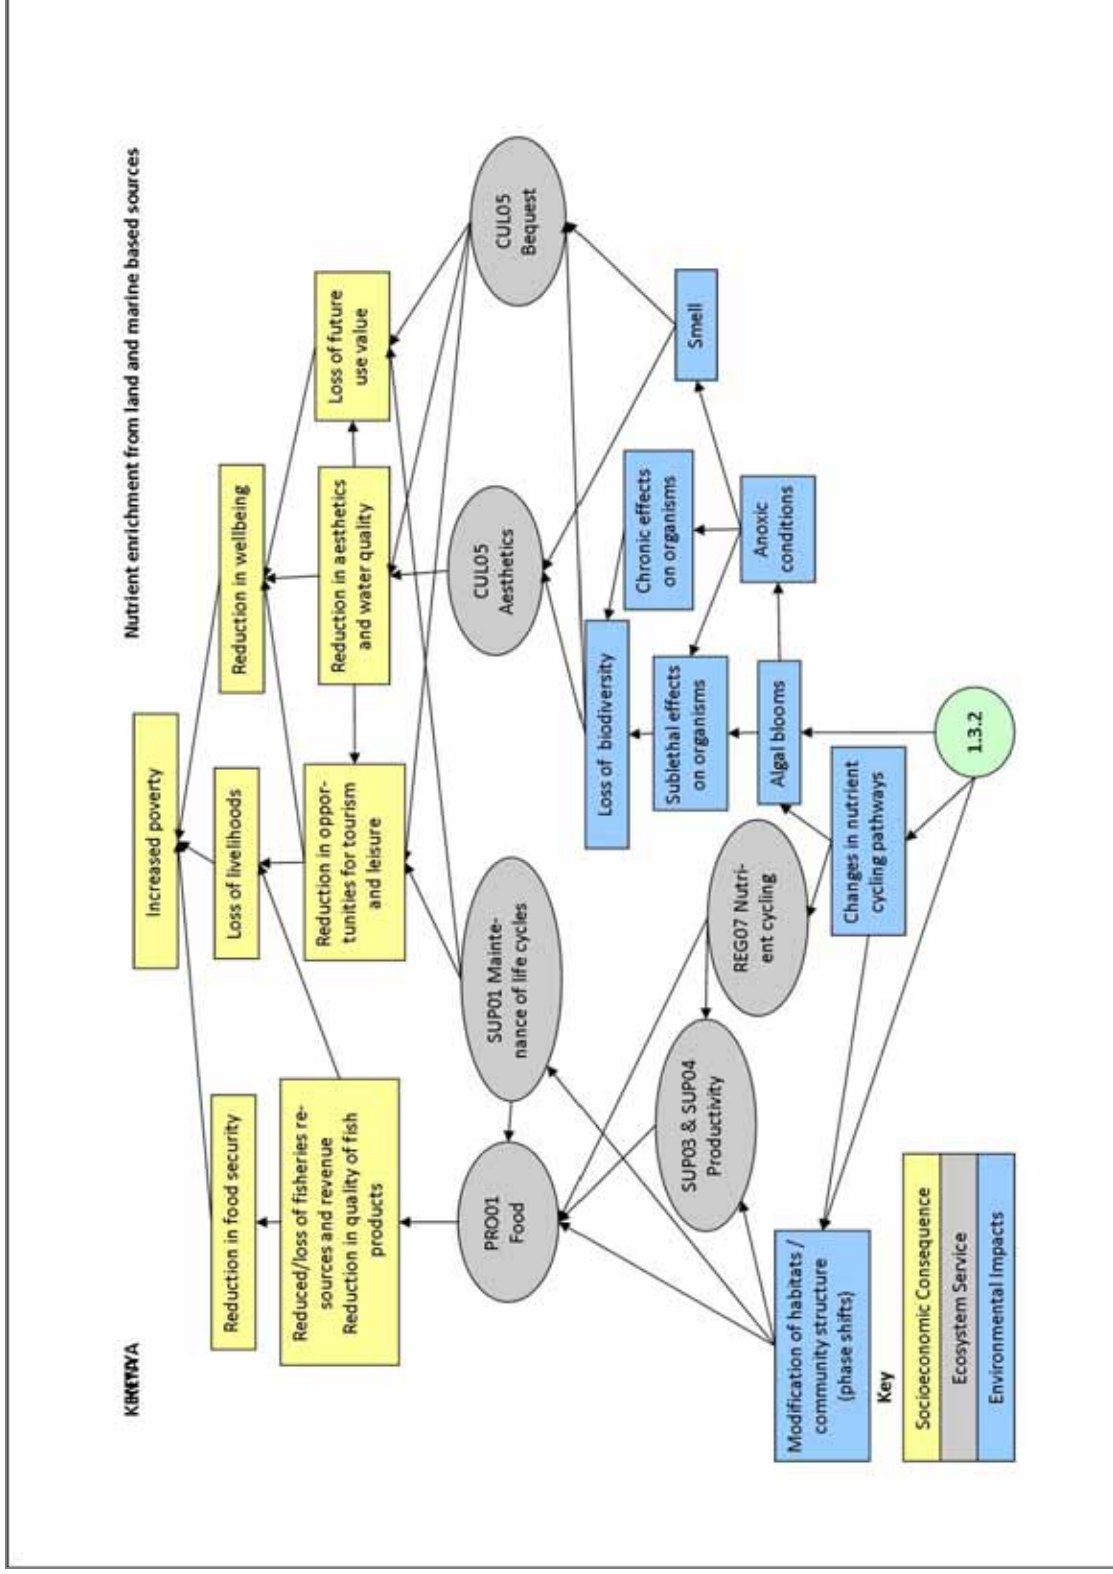 KENYA
Nutrient enrichment from land and marine based sources
Increased poverty
Reduction in food security
Loss of livelihoods
Reduction in wellbeing
Reduced/loss of fisheries re-
sources and revenue
Reduction in quality of fish
products
Reduction in oppor-
tunities for tourism
and leisure
Reduction in aesthetics
and water quality
Loss of future
use value
PRO01
Food
SUP01 Mainte-
nance of life cycles
CUL05
Aesthetics
CUL05
Bequest
SUP03 & SUP04
Productivity
REG07 Nutri-
ent cycling
Loss of biodiversity
Sublethal effects
on organisms
Chronic effects
on organisms
Smell
Algal blooms
Anoxic
conditions
Modification of habitats /
community structure
(phase shifts)
Changes in nutrient
cycling pathways
1.3.2
Key
Socioeconomic Consequence
Ecosystem Service
Environmental Impacts